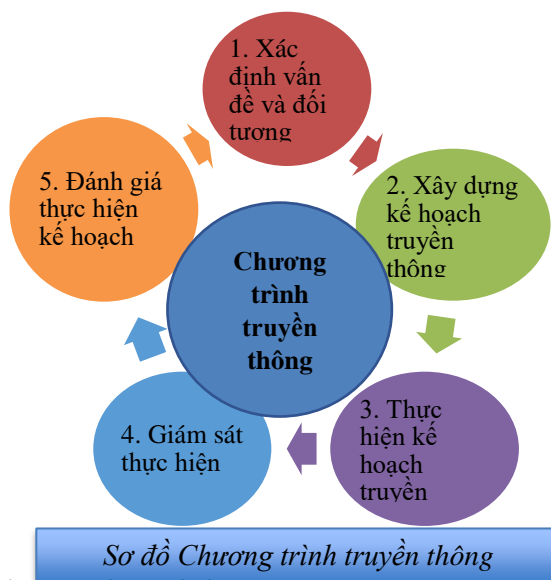 1. Xác
định vấn
đề và đối
tượng
2. Xây dựng
kế hoạch
truyền
thông
3. Thực
hiện kế
hoạch
truyền
4. Giám sát
thực hiện
5. Đánh giá
thực hiện
kế hoạch
Chương
trình
truyền
thông
Sơ đồ Chương trình truyền thông